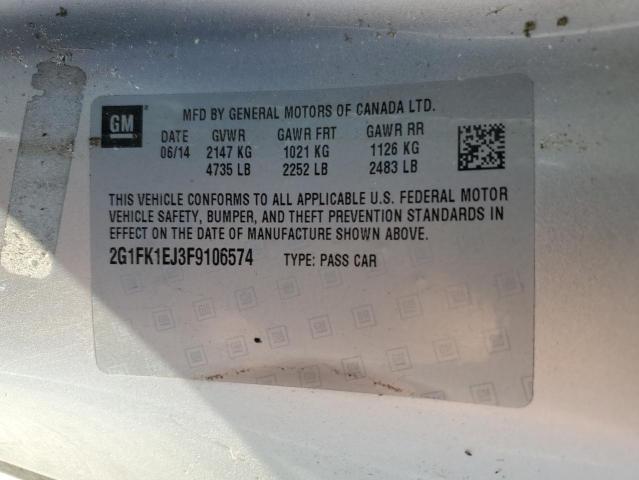 GM
MFD BY GENERAL MOTORS OF CANADA LTD.
DATE GVWR GAWR FRT GAWR RR
06/14 2147 KG 1021 KG 1126 KG
4735 LB 2252 LB 2483 LB
THIS VEHICLE CONFORMS TO ALL APPLICABLE U.S. FEDERAL MOTOR
VEHICLE SAFETY, BUMPER, AND THEFT PREVENTION STANDARDS IN
EFFECT ON THE DATE OF MANUFACTURE SHOWN ABOVE.
2G1FK1EJ3F9106574 TYPE: PASS CAR